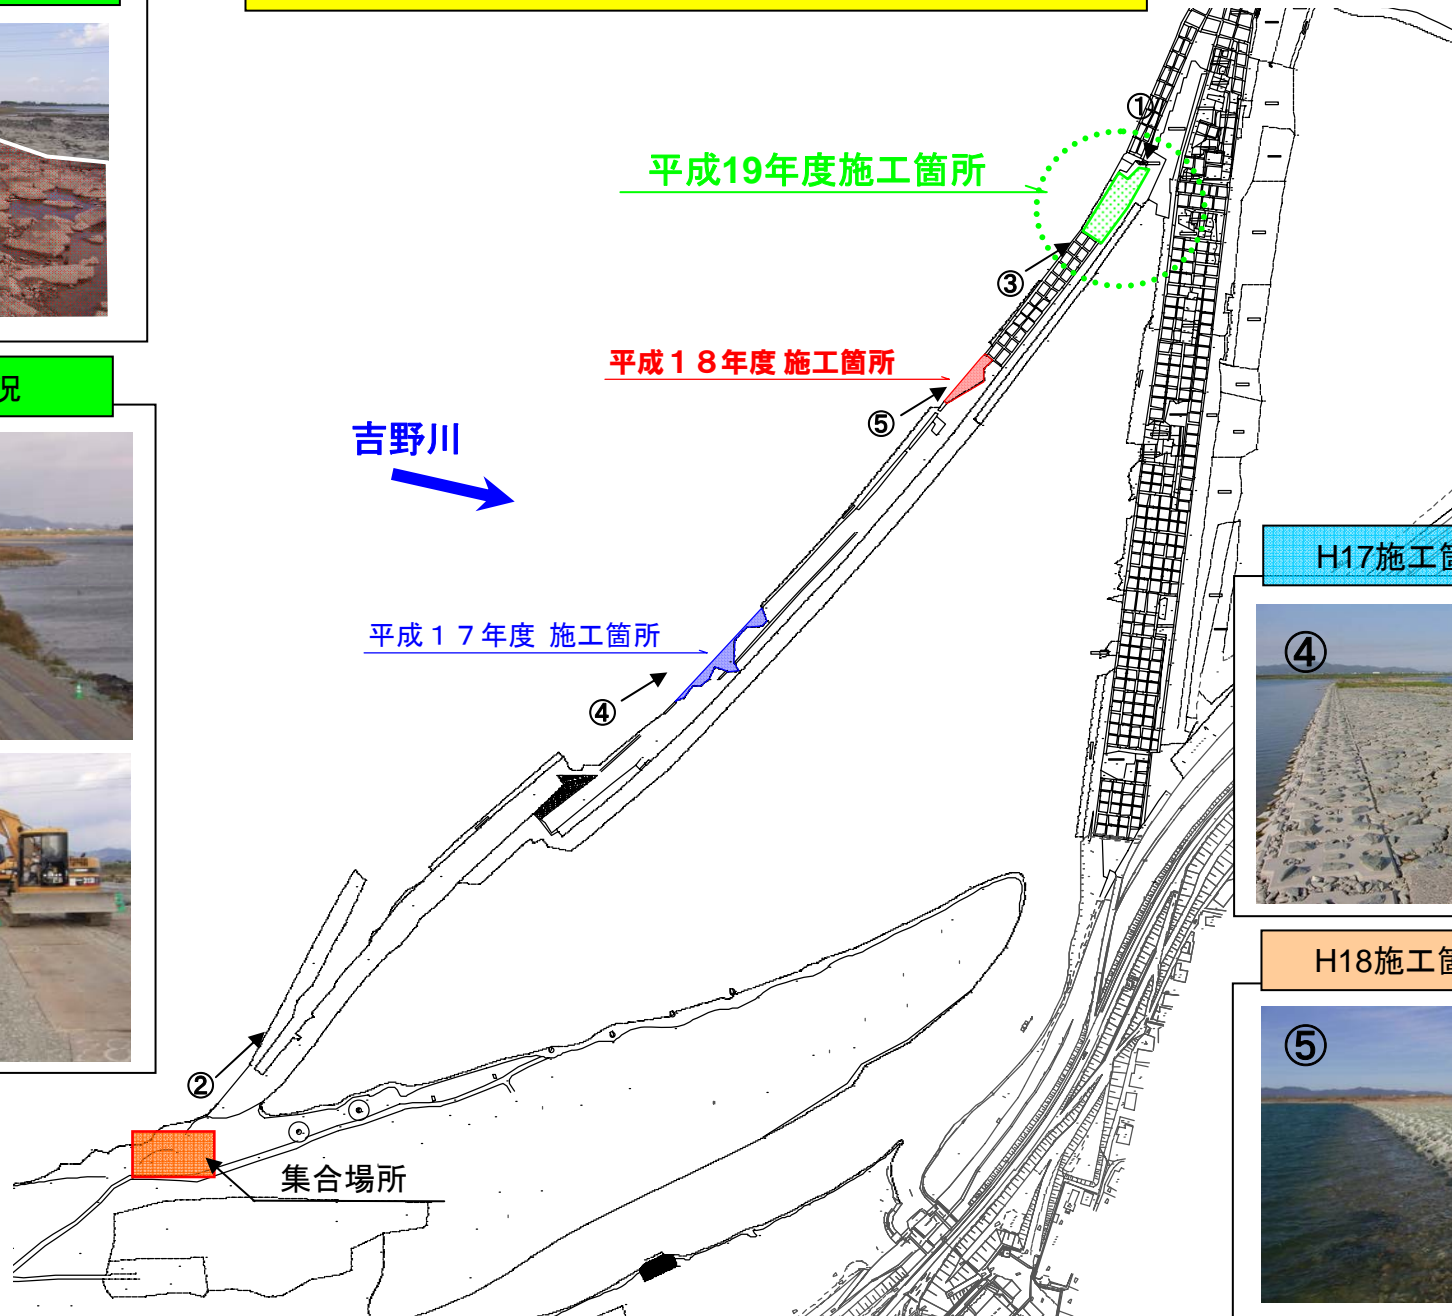 ①
平成19年度施工箇所
③
平成１８年度 施工箇所
⑤
況
吉野川
H17施工箇
平成１７年度 施工箇所
④
④
H18施工箇
⑤
②
集合場所